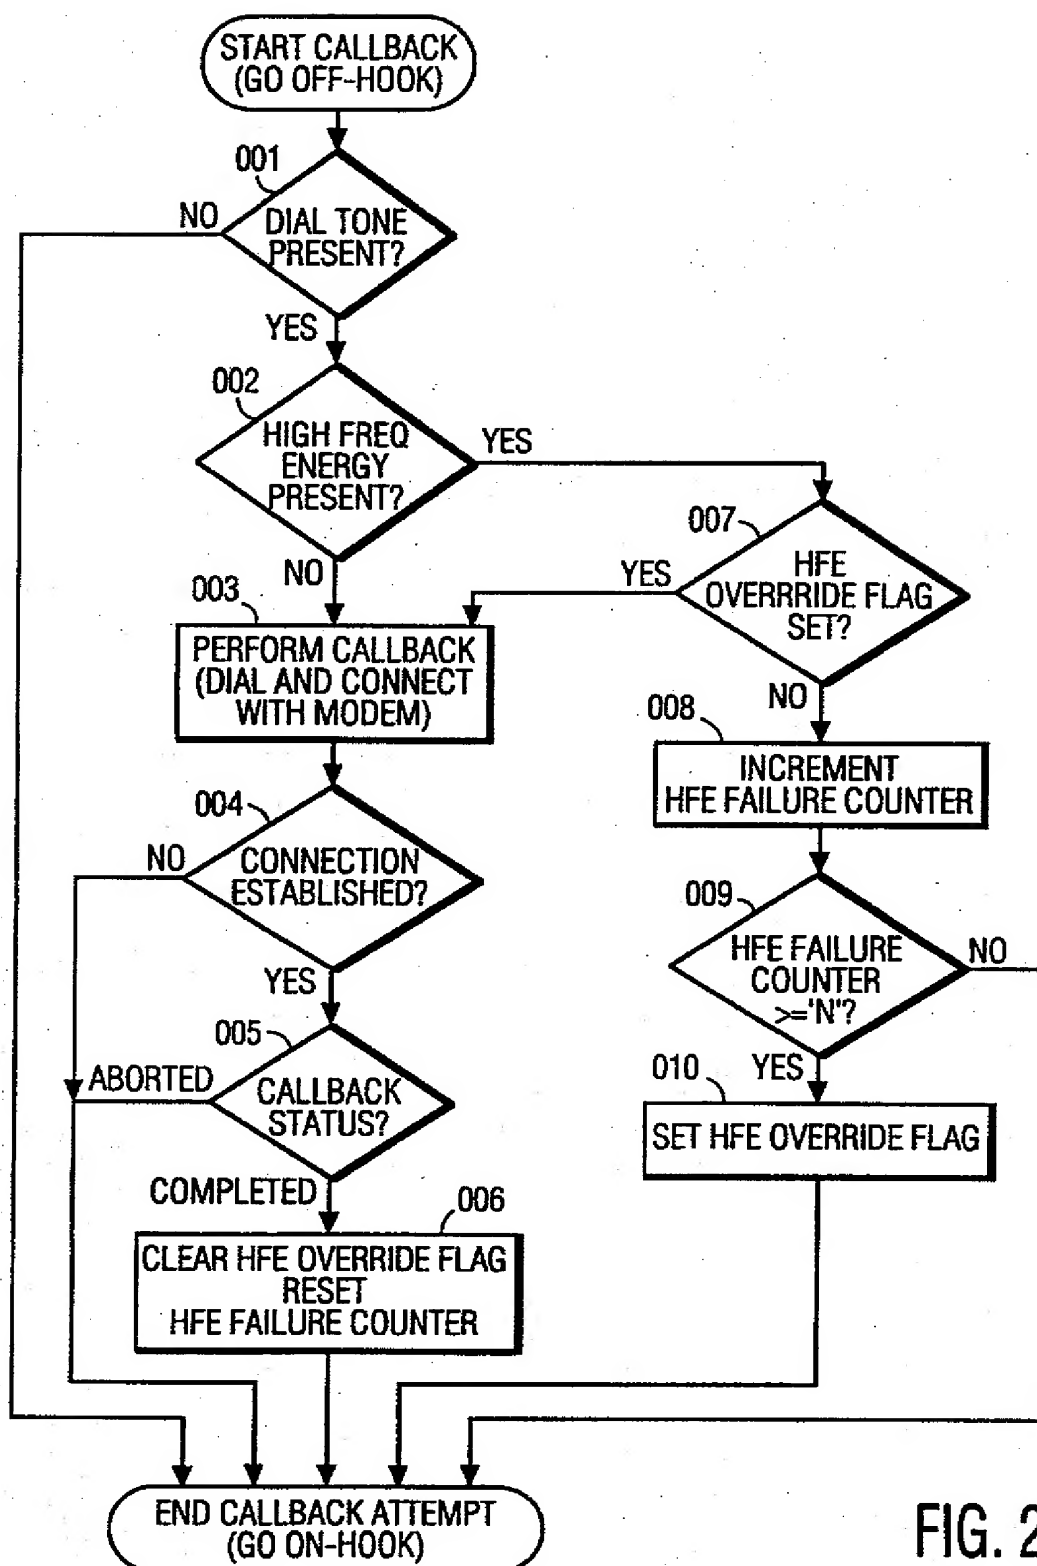 START CALLBACK
(GO OFF-HOOK)
001
NO
DIAL TONE
PRESENT?
YES
002
HIGH FREQ
ENERGY
PRESENT?
YES
NO
007
HFE
OVERRRIDE FLAG
SET?
YES
NO
003
PERFORM CALLBACK
(DIAL AND CONNECT
WITH MODEM)
008
INCREMENT
HFE FAILURE COUNTER
004
NO
CONNECTION
ESTABLISHED?
YES
009
HFE FAILURE
COUNTER
>='N'?
NO
YES
005
ABORTED
CALLBACK
STATUS?
COMPLETED
010
SET HFE OVERRIDE FLAG
006
CLEAR HFE OVERRIDE FLAG
RESET
HFE FAILURE COUNTER
END CALLBACK ATTEMPT
(GO ON-HOOK)
FIG. 2